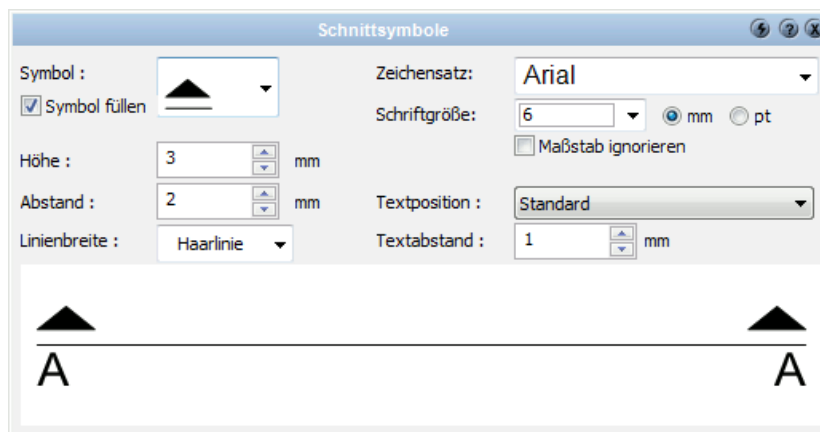 Schnittsymbole
Symbol :
Symbol füllen
Höhe : 3 mm
Abstand : 2 mm
Linienbreite : Haarlinie
Zeichensatz: Arial
Schriftgröße: 6 mm pt
Maßstab ignorieren
Textposition : Standard
Textabstand : 1 mm
A A